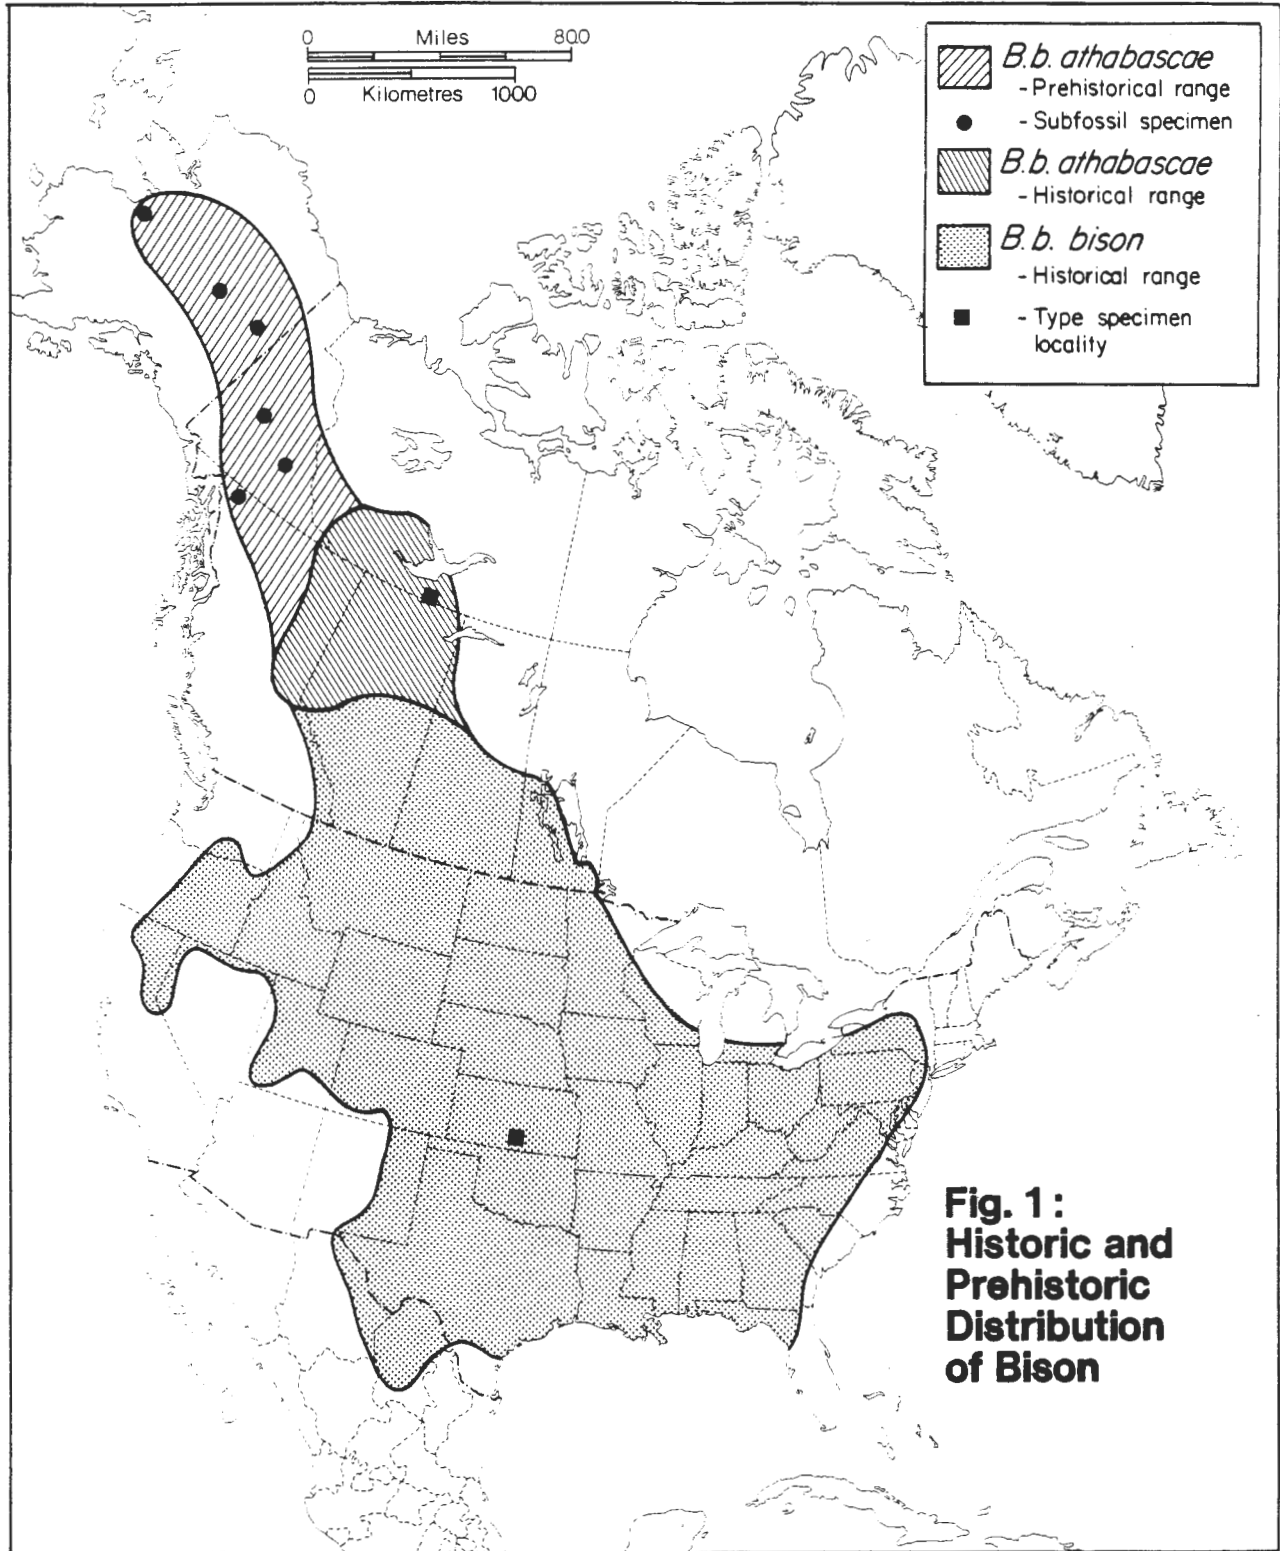 0 Miles 800
0 Kilometres 1000
B.b. athabascae
- Prehistorical range
- Subfossil specimen
B.b. athabascae
- Historical range
B.b. bison
- Historical range
- Type specimen
locality
Fig. 1 :
Historic and
Prehistoric
Distribution
of Bison